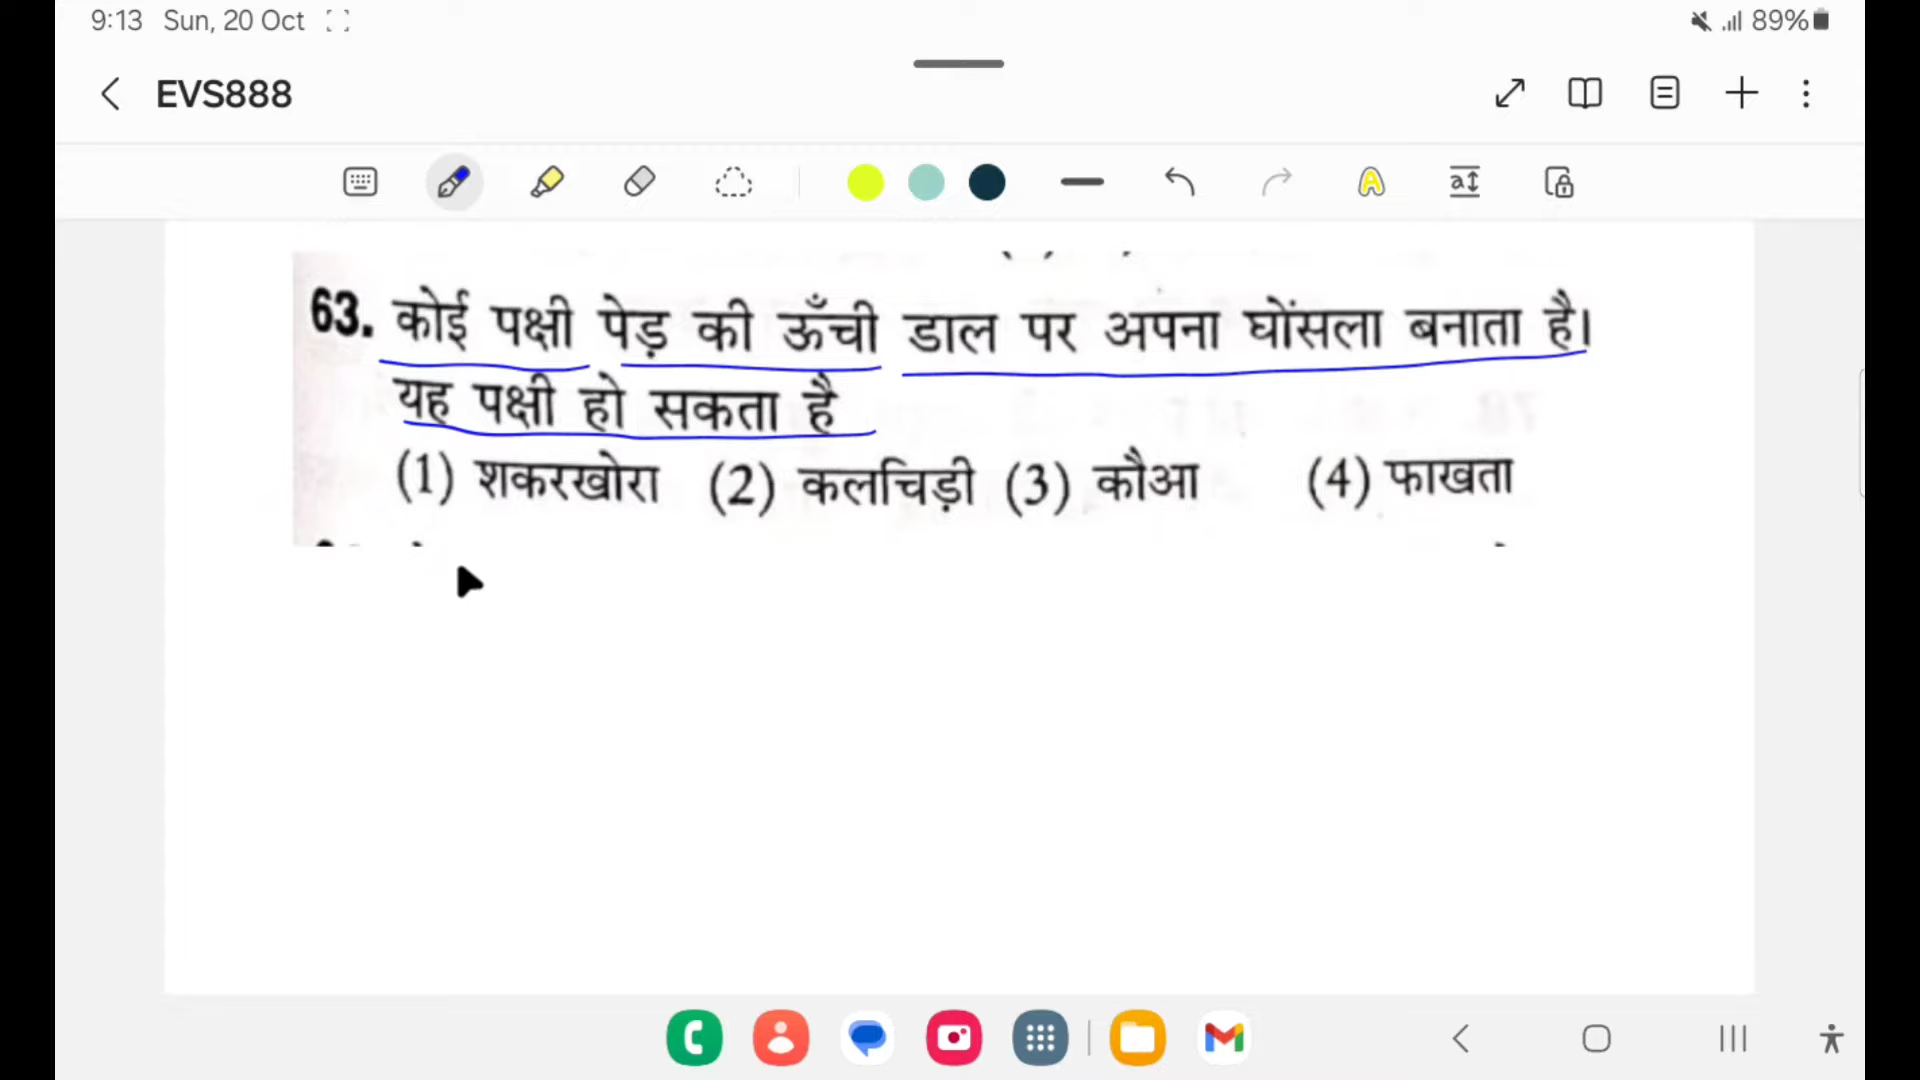 9:13 Sun, 20 Oct 89%
EVS888
63. कोई पक्षी पेड़ की ऊँची डाल पर अपना घोंसला बनाता है।
यह पक्षी हो सकता है
(1) शकरखोरा (2) कलचिड़ी (3) कौआ (4) फाखता